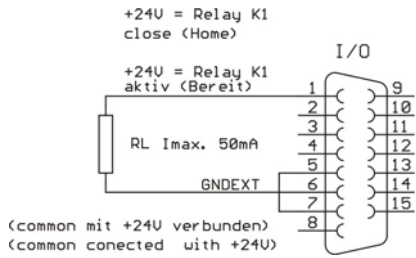 +24V = Relay K1
close (Home)
I/O
+24V = Relay K1
aktiv (Bereit)
1 9
2 10
3 11
RL Imax. 50mA
4 12
5 13
GNDEXT
6 14
7 15
8
(common mit +24V verbunden)
(common conected with +24V)